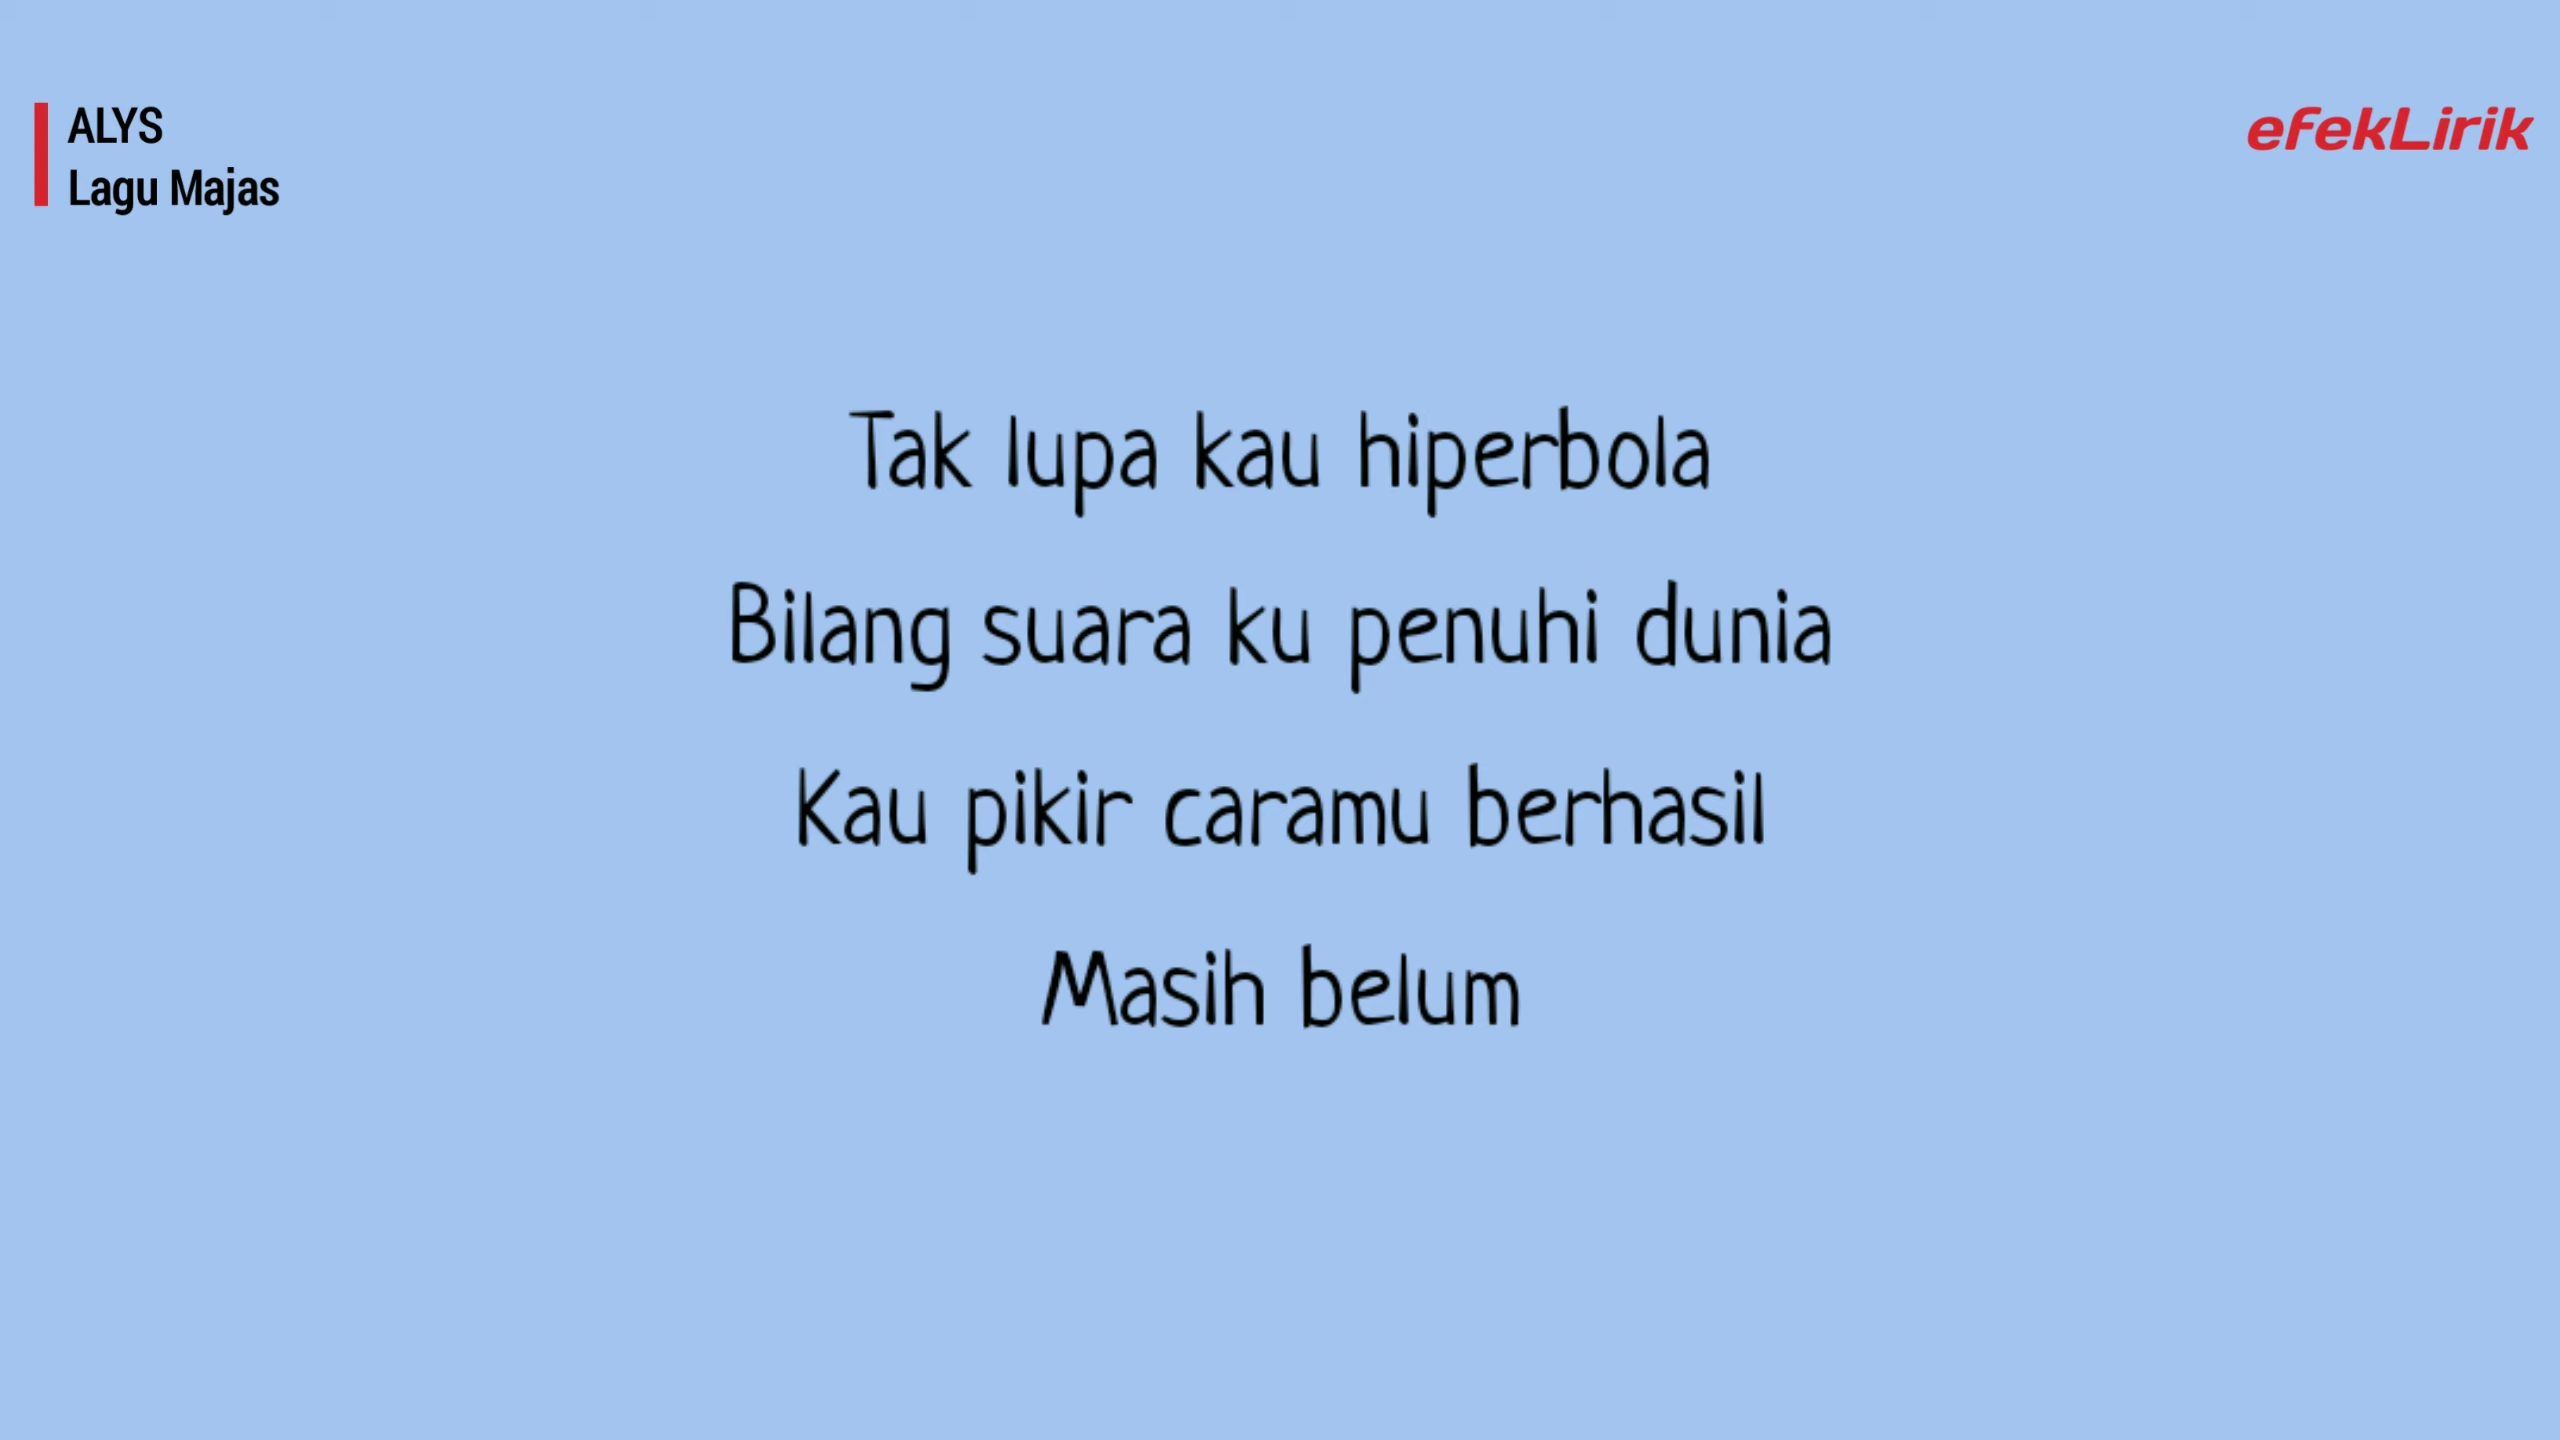 ALYS
Lagu Majas
efekLirik
Tak lupa kau hiperbola
Bilang suara ku penuhi dunia
Kau pikir caramu berhasil
Masih belum